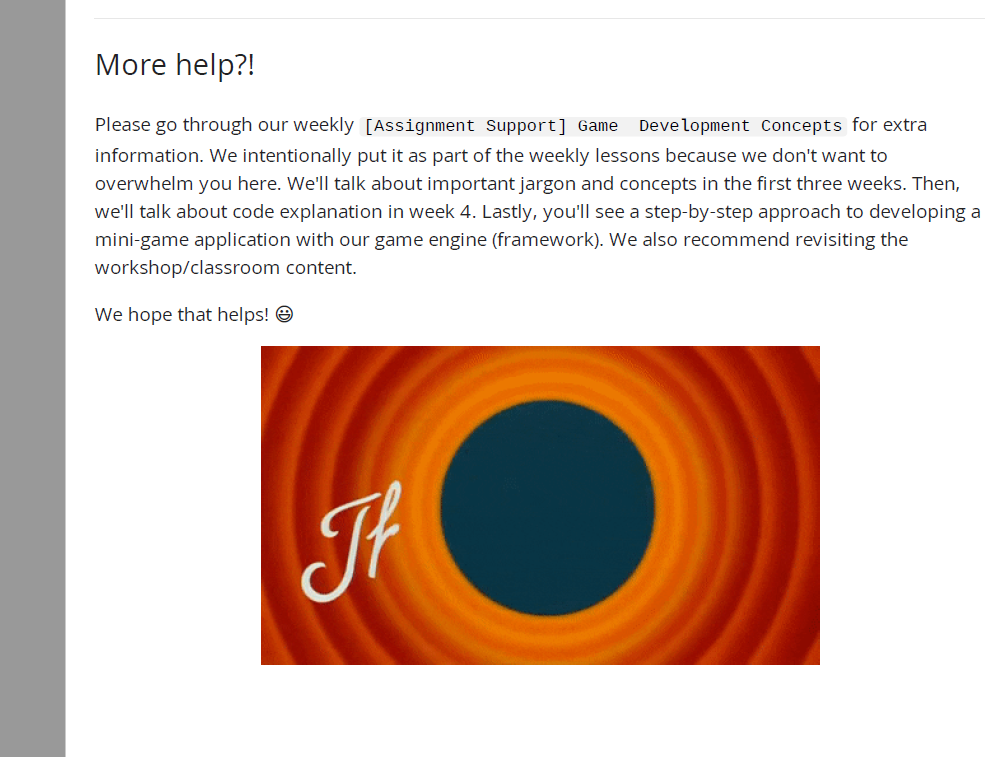 More help?!
Please go through our weekly [Assignment Support] Game  Development Concepts for extra
information. We intentionally put it as part of the weekly lessons because we don't want to
overwhelm you here. We'll talk about important jargon and concepts in the first three weeks. Then,
we'll talk about code explanation in week 4. Lastly, you'll see a step-by-step approach to developing a
mini-game application with our game engine (framework). We also recommend revisiting the
workshop/classroom content.
We hope that helps! 😃